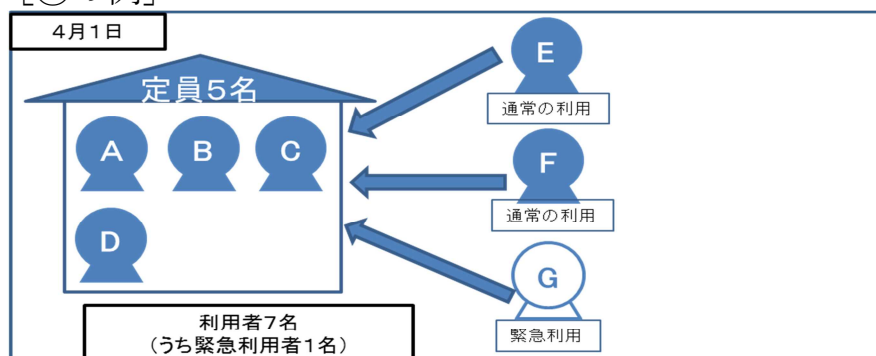 4月1日
定員5名
A
B
C
D
E
通常の利用
F
通常の利用
G
緊急利用
利用者7名
（うち緊急利用者1名）